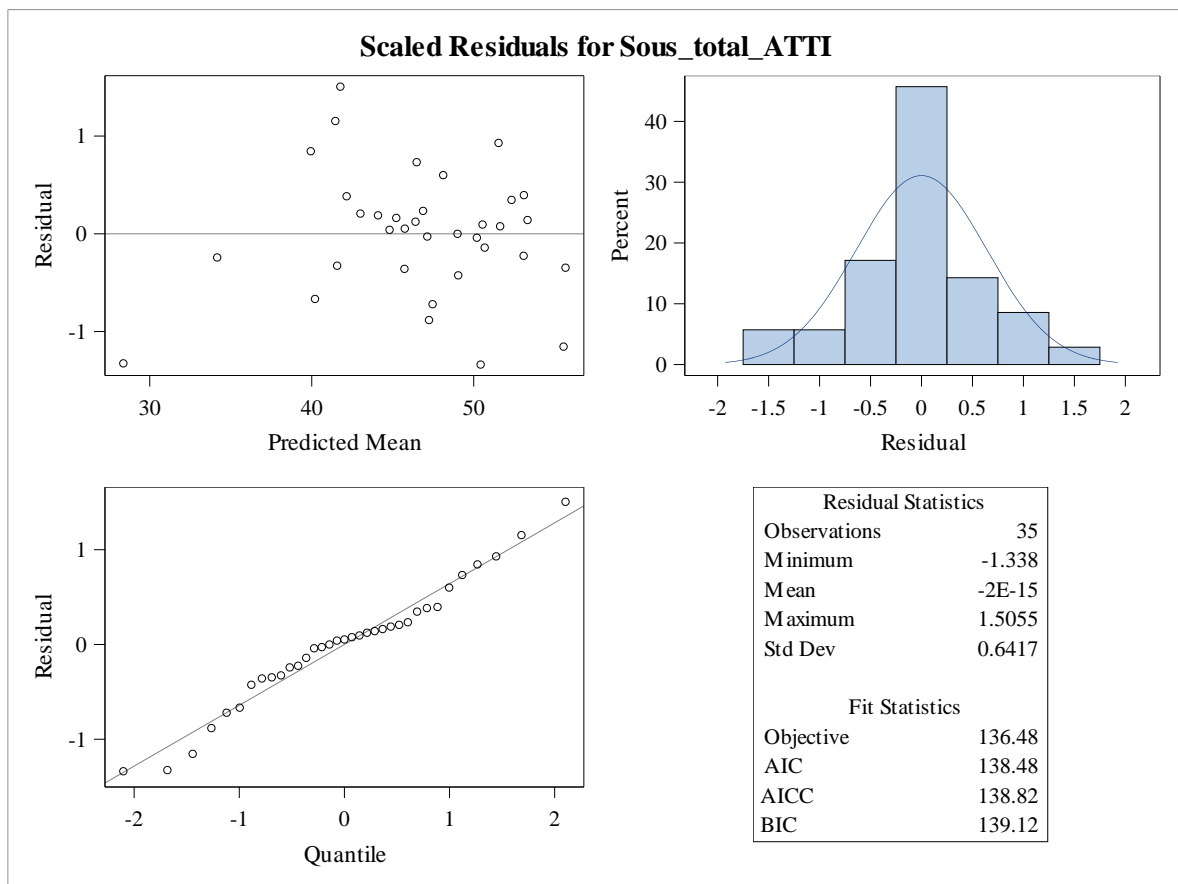 Scaled Residuals for Sous_total_ATTI
Residual
1
0
-1
30 40 50
Predicted Mean
Percent
40
30
20
10
0
-2 -1.5 -1 -0.5 0 0.5 1 1.5 2
Residual
Residual
1
0
-1
-2 -1 0 1 2
Quantile
Residual Statistics
Observations 35
Minimum -1.338
Mean -2E-15
Maximum 1.5055
Std Dev 0.6417
Fit Statistics
Objective 136.48
AIC 138.48
AICC 138.82
BIC 139.12